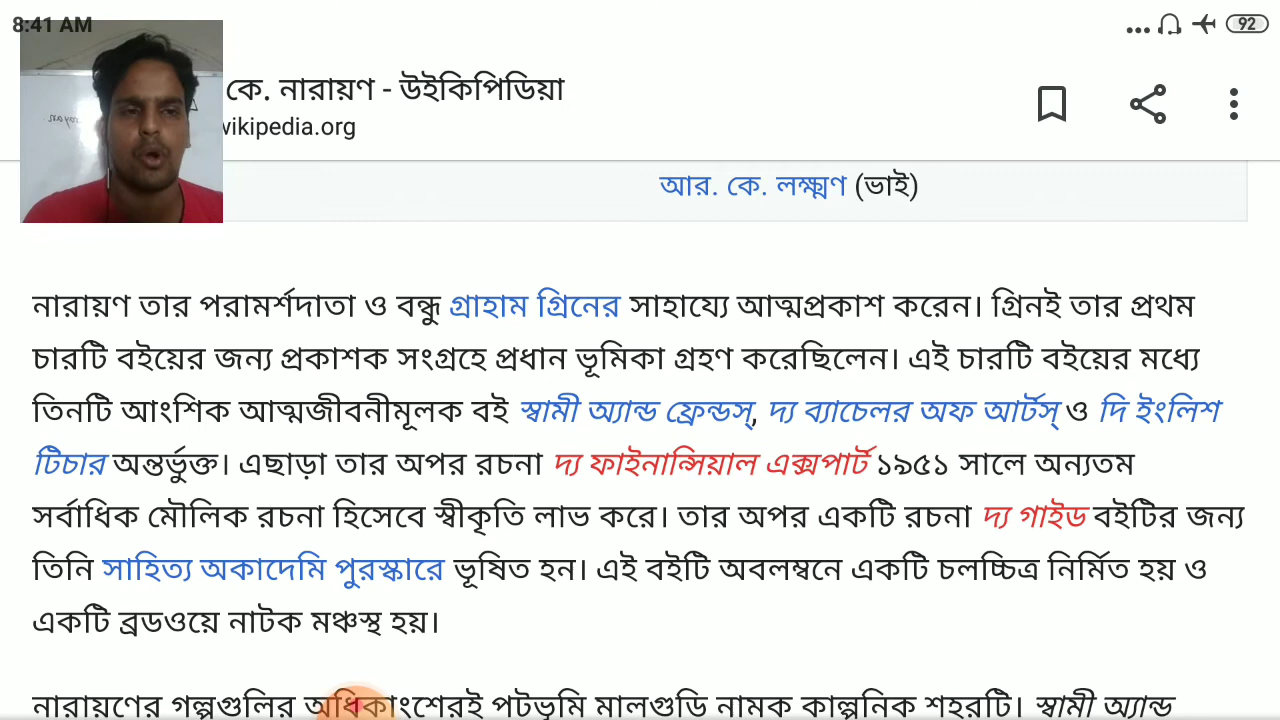 8:41 AM
92
কে. নারায়ণ - উইকিপিডিয়া
wikipedia.org
আর. কে. লক্ষ্মণ (ভাই)
নারায়ণ তার পরামর্শদাতা ও বন্ধু গ্রাহাম গ্রিনের সাহায্যে আত্মপ্রকাশ করেন। গ্রিনই তার প্রথম
চারটি বইয়ের জন্য প্রকাশক সংগ্রহে প্রধান ভূমিকা গ্রহণ করেছিলেন। এই চারটি বইয়ের মধ্যে
তিনটি আংশিক আত্মজীবনীমূলক বই স্বামী অ্যান্ড ফ্রেন্ডস্, দ্য ব্যাচেলর অফ আর্টস্ ও দি ইংলিশ
টিচার অন্তর্ভুক্ত। এছাড়া তার অপর রচনা দ্য ফাইনান্সিয়াল এক্সপার্ট ১৯৫১ সালে অন্যতম
সর্বাধিক মৌলিক রচনা হিসেবে স্বীকৃতি লাভ করে। তার অপর একটি রচনা দ্য গাইড বইটির জন্য
তিনি সাহিত্য অকাদেমি পুরস্কারে ভূষিত হন। এই বইটি অবলম্বনে একটি চলচ্চিত্র নির্মিত হয় ও
একটি ব্রডওয়ে নাটক মঞ্চস্থ হয়।
নারায়ণের গল্পগুলির অধিকাংশেরই পটভূমি মালগুডি নামক কাল্পনিক শহরটি। স্বামী অ্যান্ড